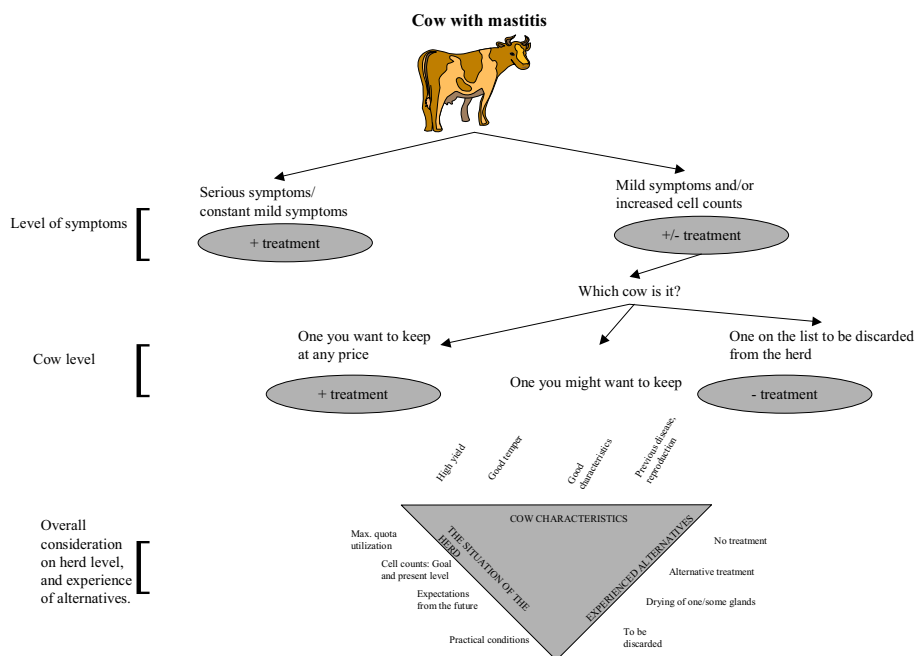 Cow with mastitis
Serious symptoms/
constant mild symptoms
Mild symptoms and/or
increased cell counts
Level of symptoms
+ treatment
+/- treatment
Which cow is it?
One you want to keep
at any price
One on the list to be discarded
from the herd
Cow level
One you might want to keep
+ treatment
- treatment
High yield
Good temper
Good
characteristics
Previous disease,
reproduction
Overall
consideration
on herd level,
and experience
of alternatives.
COW CHARACTERISTICS
THE SITUATION OF THE
HERD
EXPERIENCED ALTERNATIVES
Max. quota
utilization
Cell counts: Goal
and present level
Expectations
from the future
Practical conditions
No treatment
Alternative treatment
Drying of one/some glands
To be
discarded